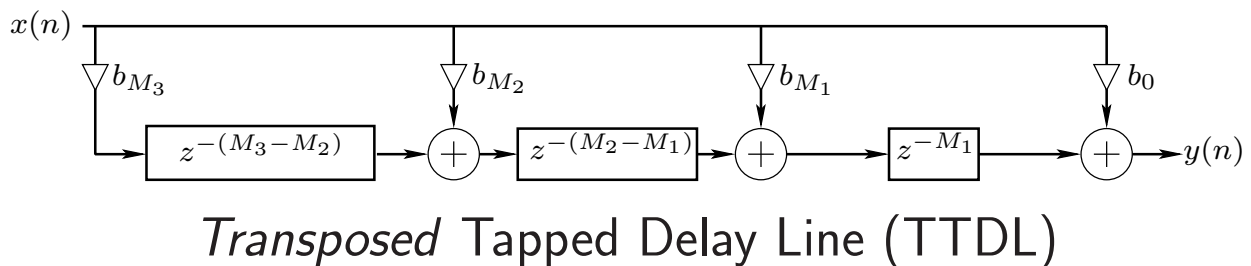 x(n)
b_{M_3} b_{M_2} b_{M_1} b_0
z^{-(M_3-M_2)} + z^{-(M_2-M_1)} + z^{-M_1} + y(n)
Transposed Tapped Delay Line (TTDL)